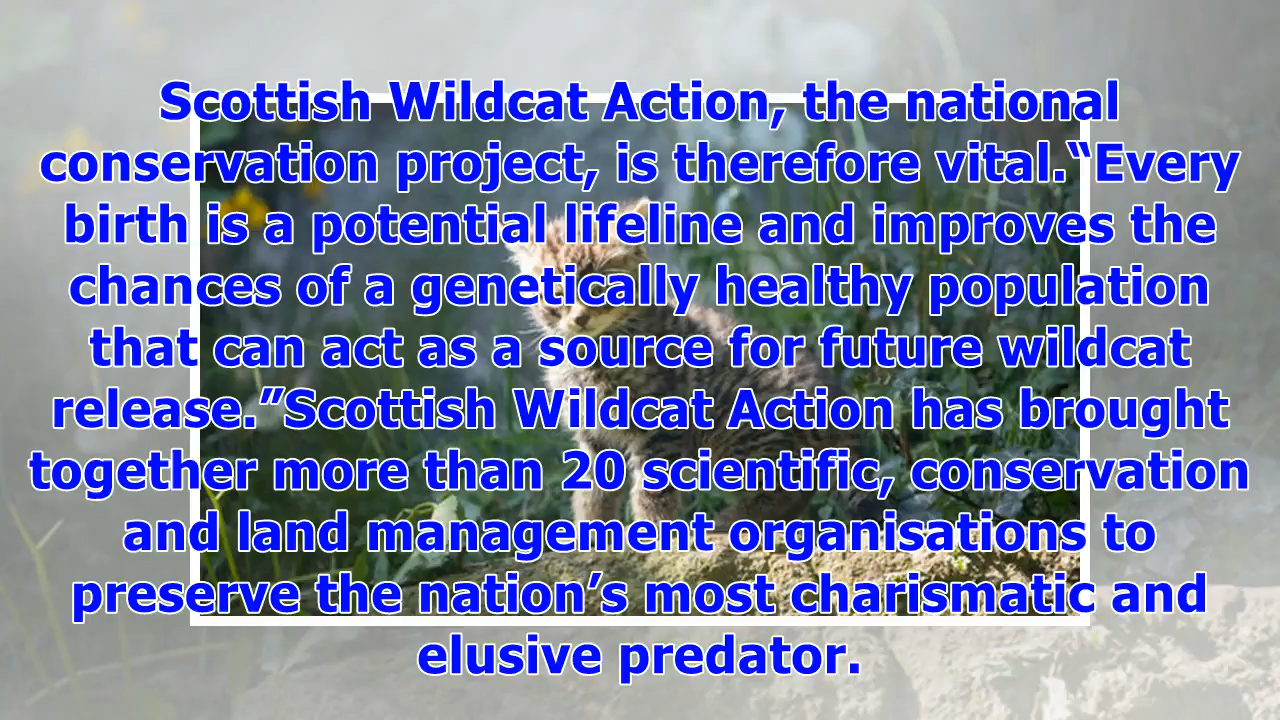 Scottish Wildcat Action, the national
conservation project, is therefore vital.“Every
birth is a potential lifeline and improves the
chances of a genetically healthy population
that can act as a source for future wildcat
release.”Scottish Wildcat Action has brought
together more than 20 scientific, conservation
and land management organisations to
preserve the nation’s most charismatic and
elusive predator.